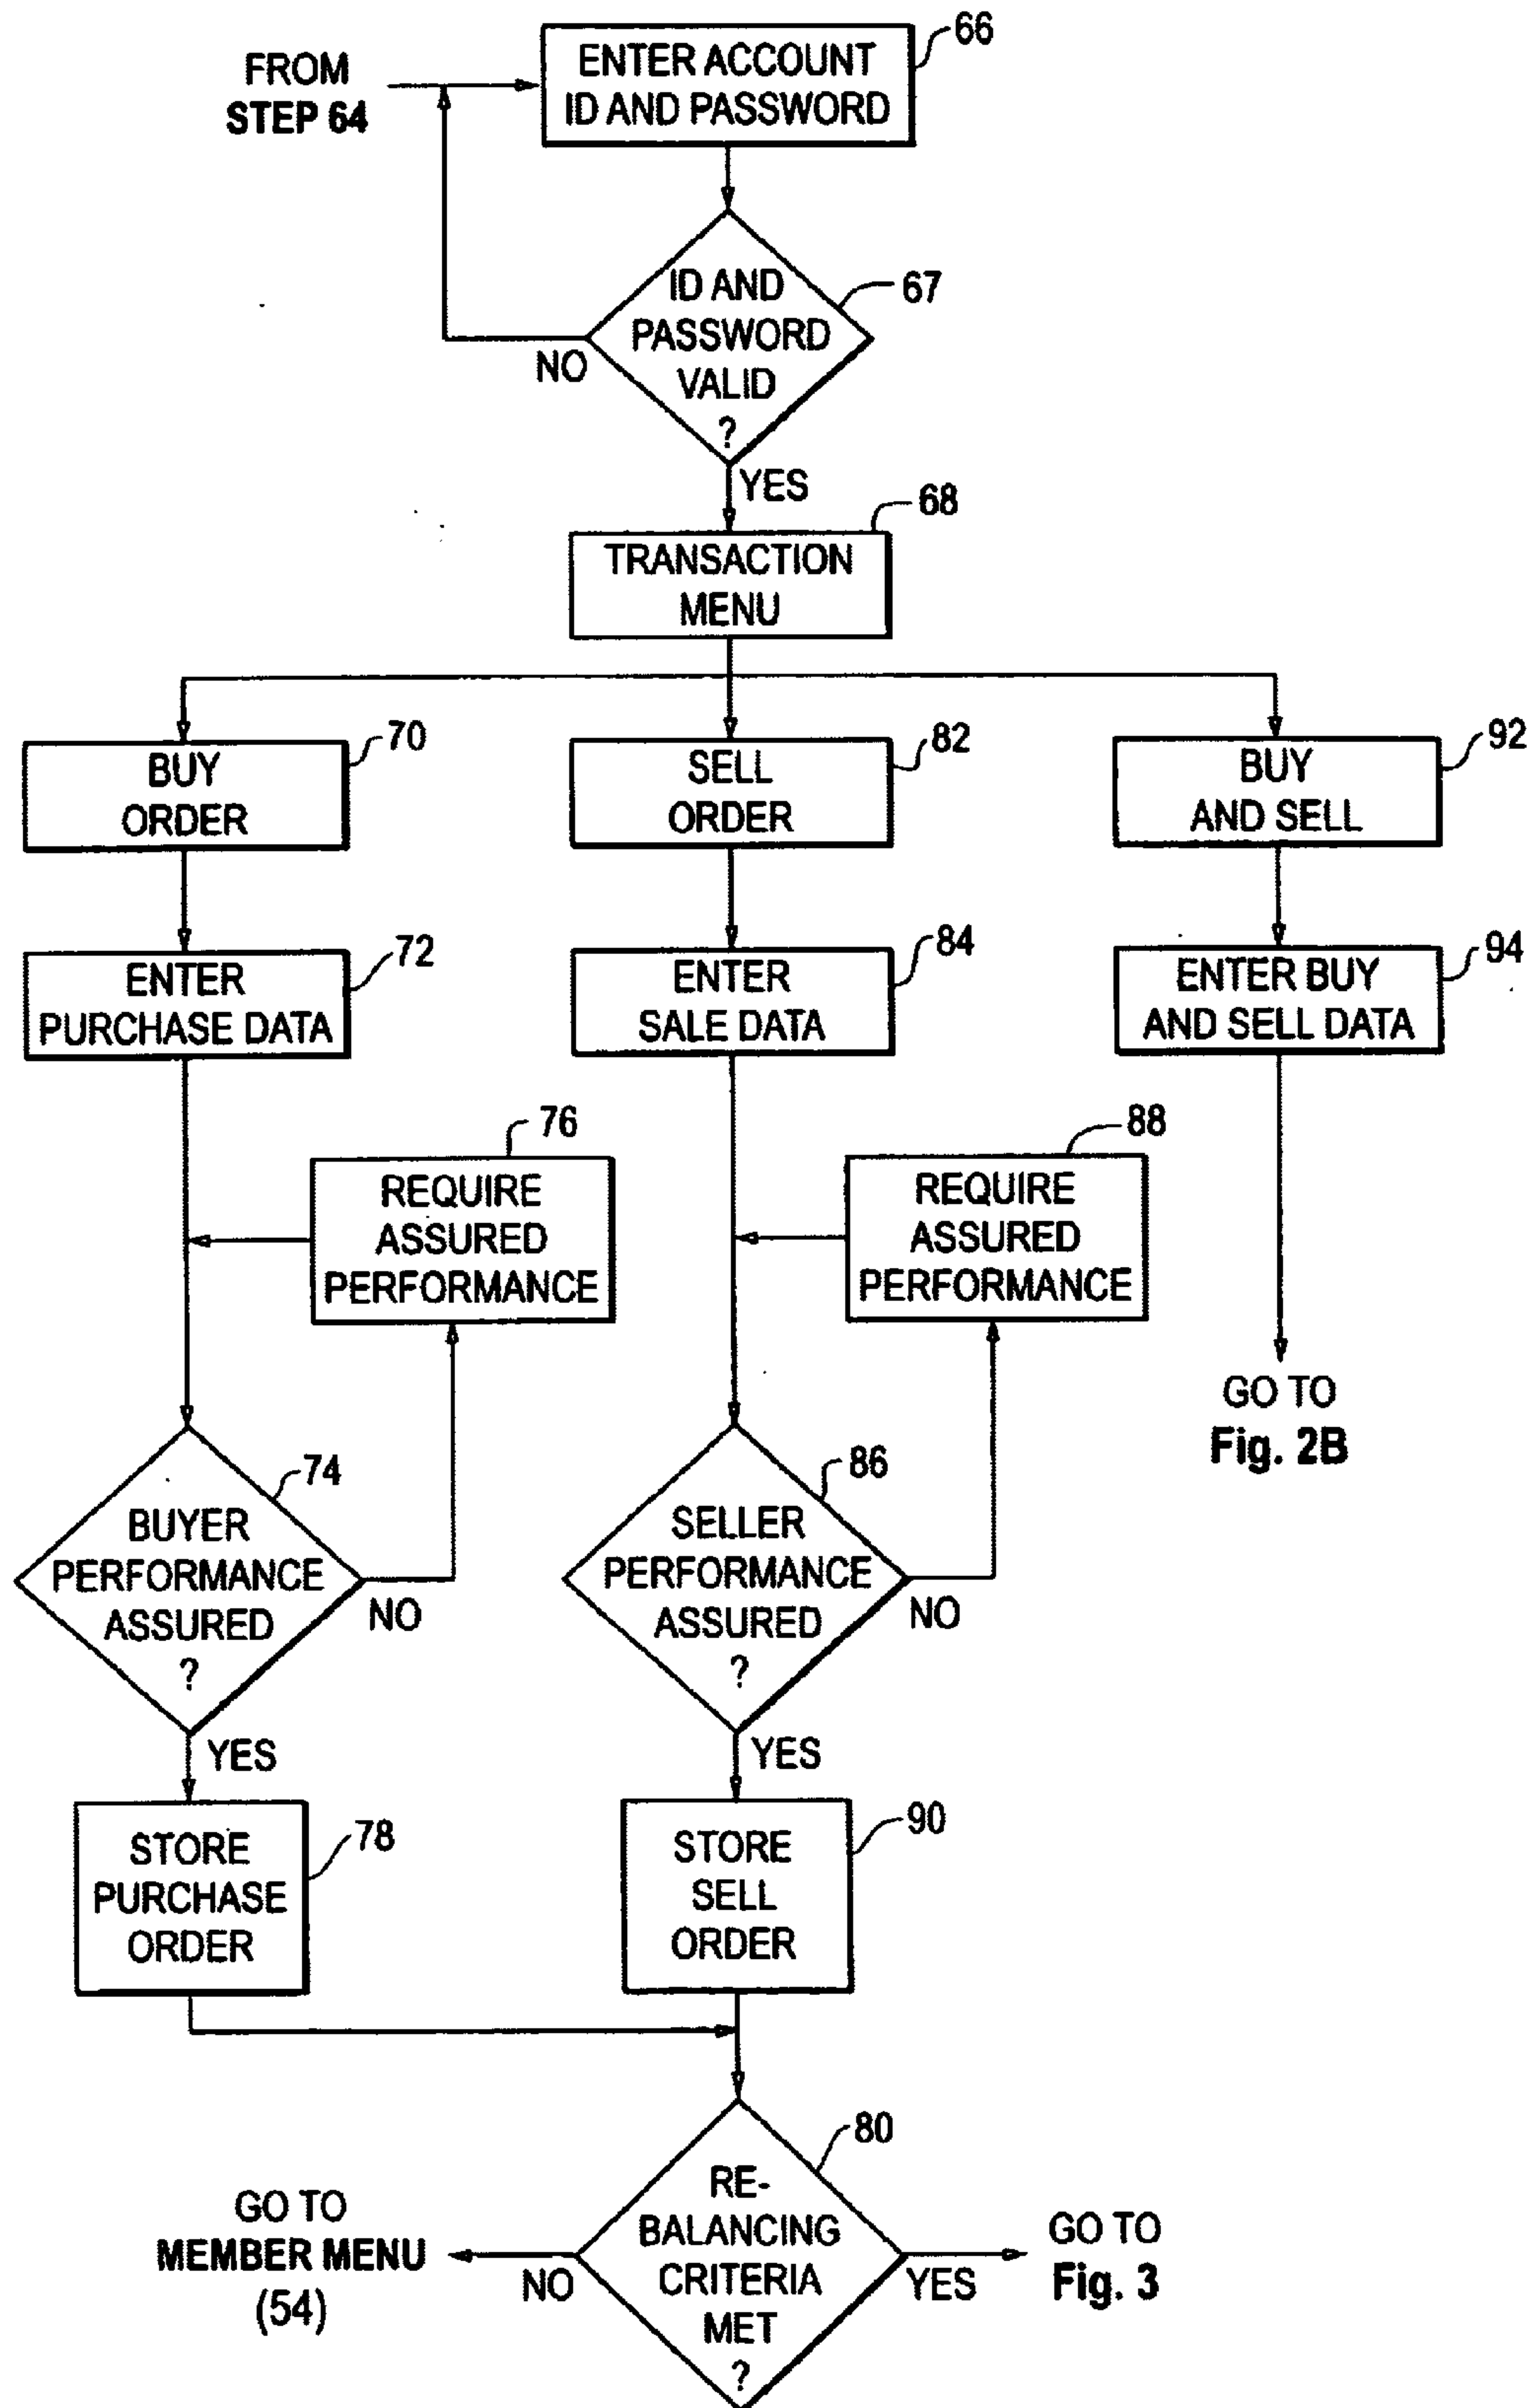 66
FROM
STEP 64
ENTER ACCOUNT
ID AND PASSWORD
67
ID AND
PASSWORD
VALID
?
NO
YES
68
TRANSACTION
MENU
70
BUY
ORDER
82
SELL
ORDER
92
BUY
AND SELL
72
ENTER
PURCHASE DATA
84
ENTER
SALE DATA
94
ENTER BUY
AND SELL DATA
76
REQUIRE
ASSURED
PERFORMANCE
88
REQUIRE
ASSURED
PERFORMANCE
GO TO
Fig. 2B
74
BUYER
PERFORMANCE
ASSURED
?
NO
YES
86
SELLER
PERFORMANCE
ASSURED
?
NO
YES
78
STORE
PURCHASE
ORDER
90
STORE
SELL
ORDER
80
RE-
BALANCING
CRITERIA
MET
?
NO
YES
GO TO
MEMBER MENU
(54)
GO TO
Fig. 3